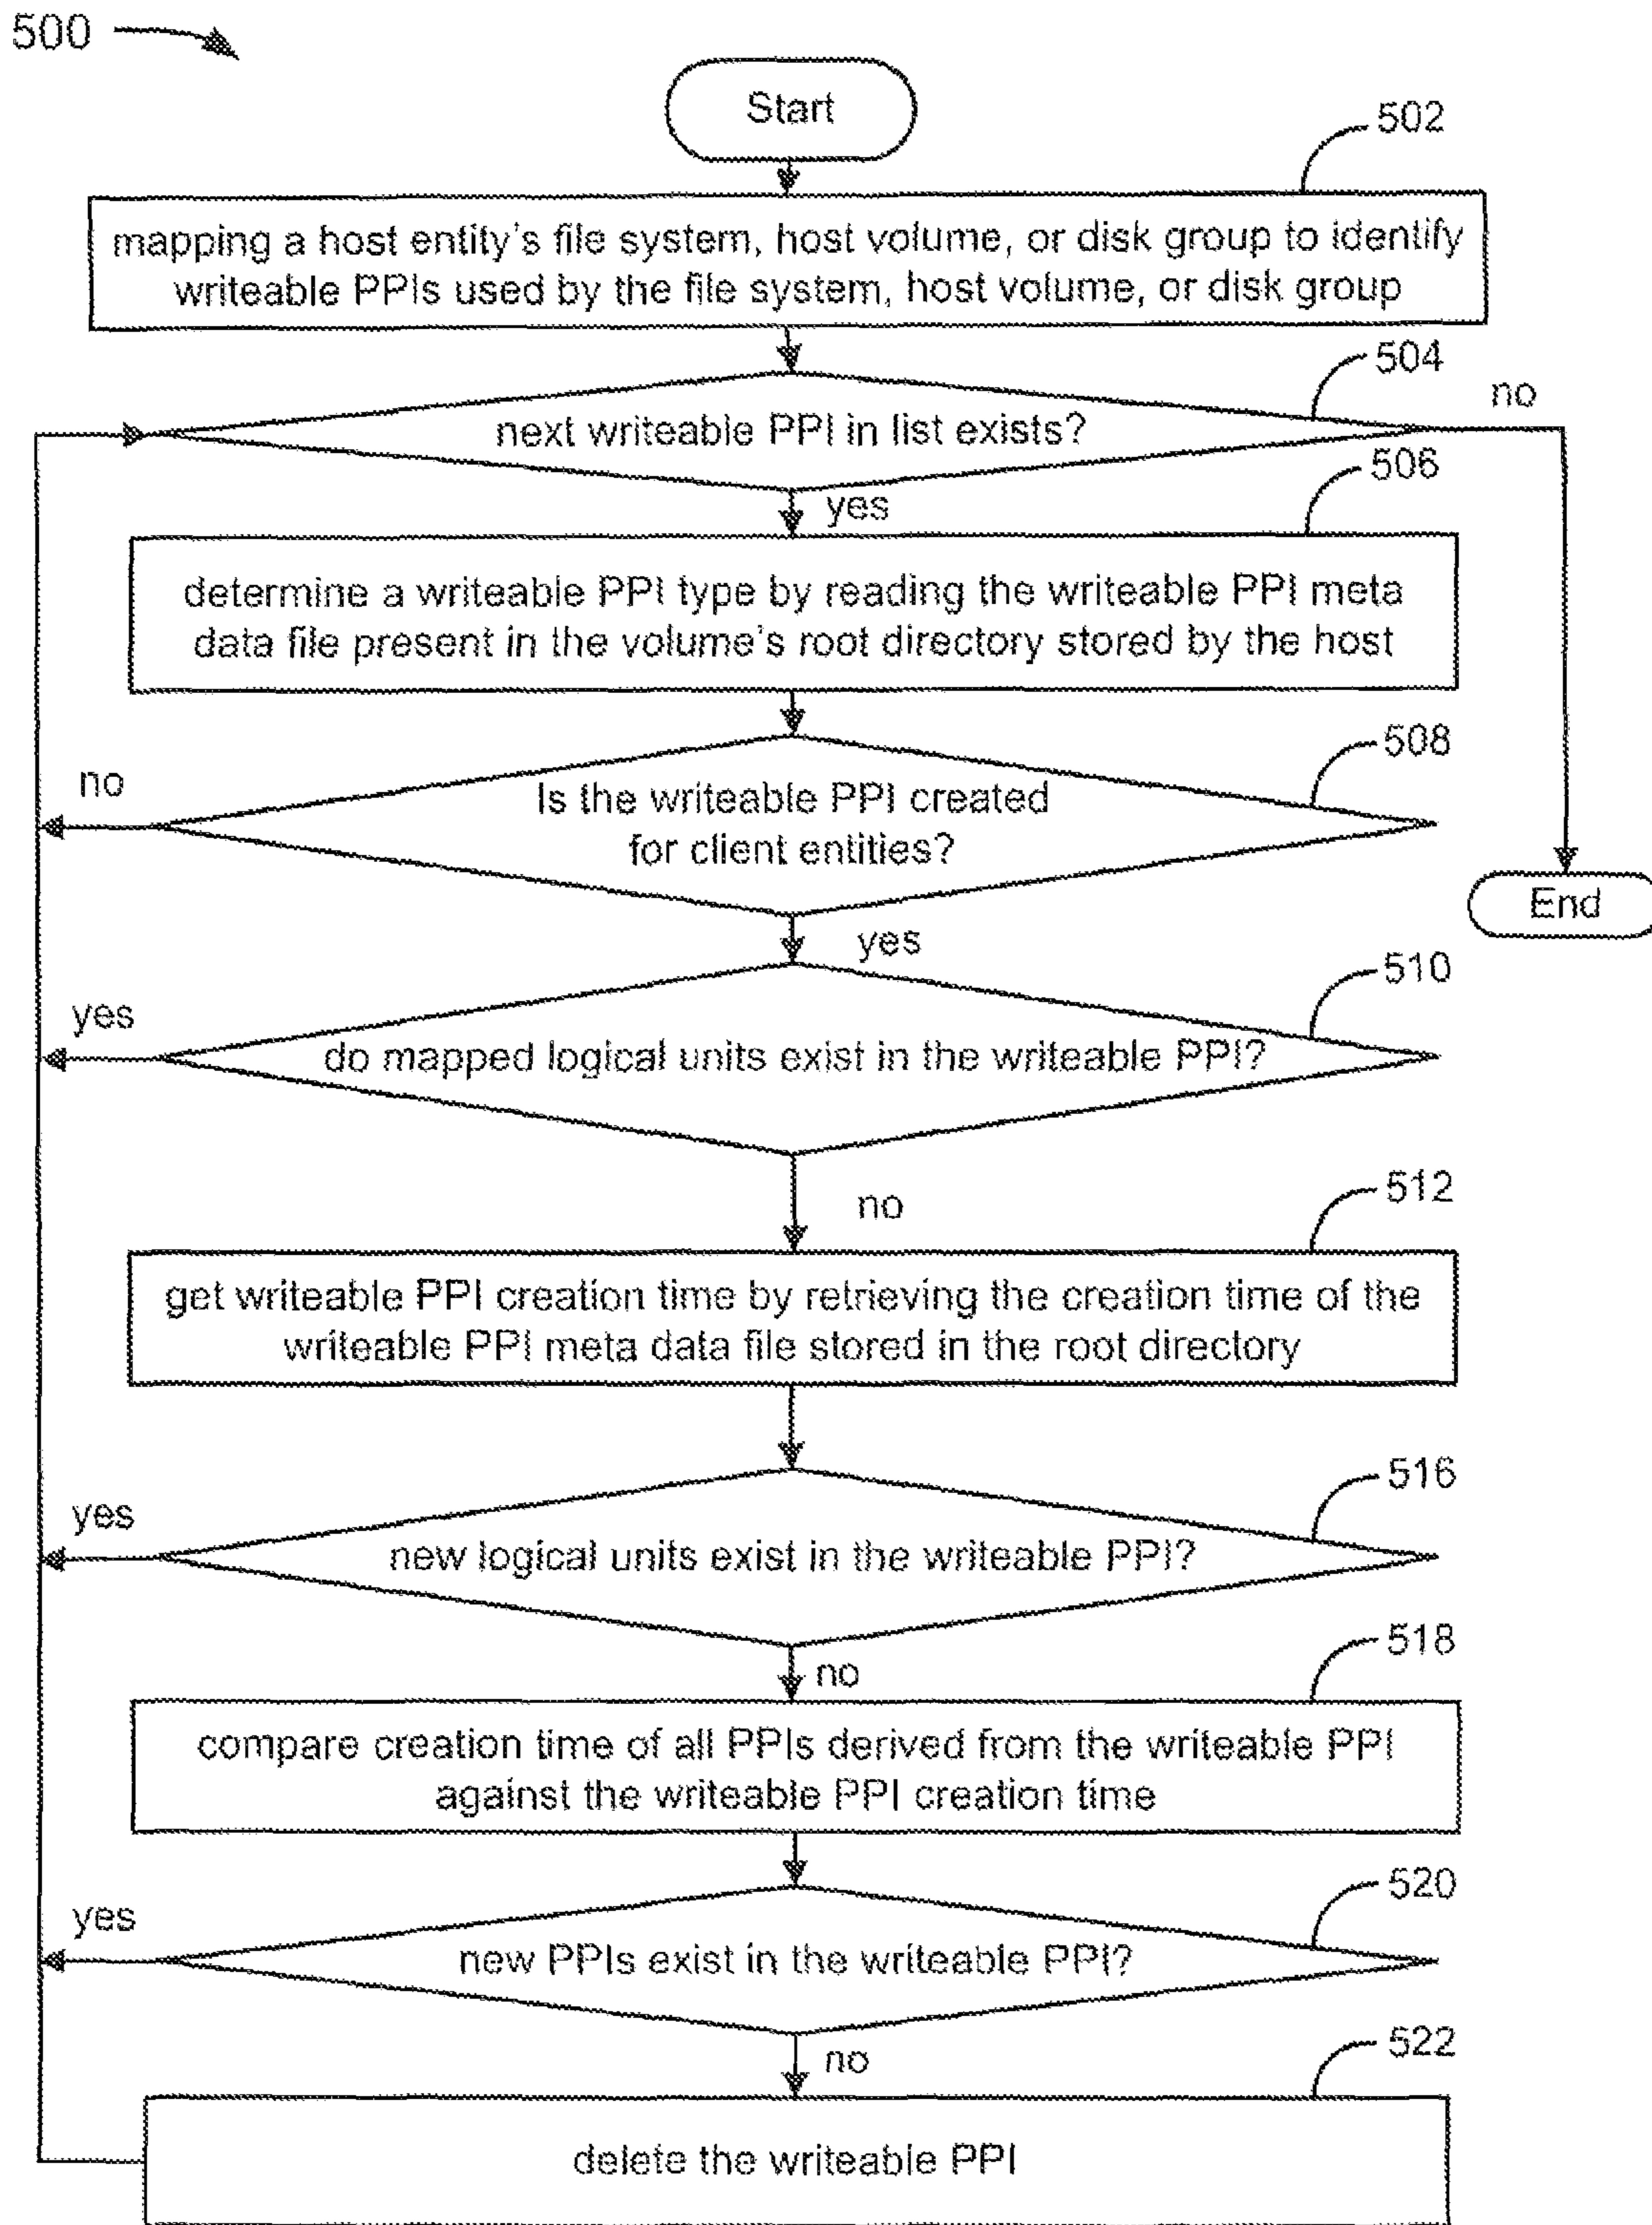 500
Start
502
mapping a host entity's file system, host volume, or disk group to identify
writeable PPIs used by the file system, host volume, or disk group
504
no
next writeable PPI in list exists?
506
yes
determine a writeable PPI type by reading the writeable PPI meta
data file present in the volume's root directory stored by the host
508
no
Is the writeable PPI created
for client entities?
End
yes
510
yes
do mapped logical units exist in the writeable PPI?
512
no
get writeable PPI creation time by retrieving the creation time of the
writeable PPI meta data file stored in the root directory
516
yes
new logical units exist in the writeable PPI?
518
no
compare creation time of all PPIs derived from the writeable PPI
against the writeable PPI creation time
520
yes
new PPIs exist in the writeable PPI?
522
no
delete the writeable PPI